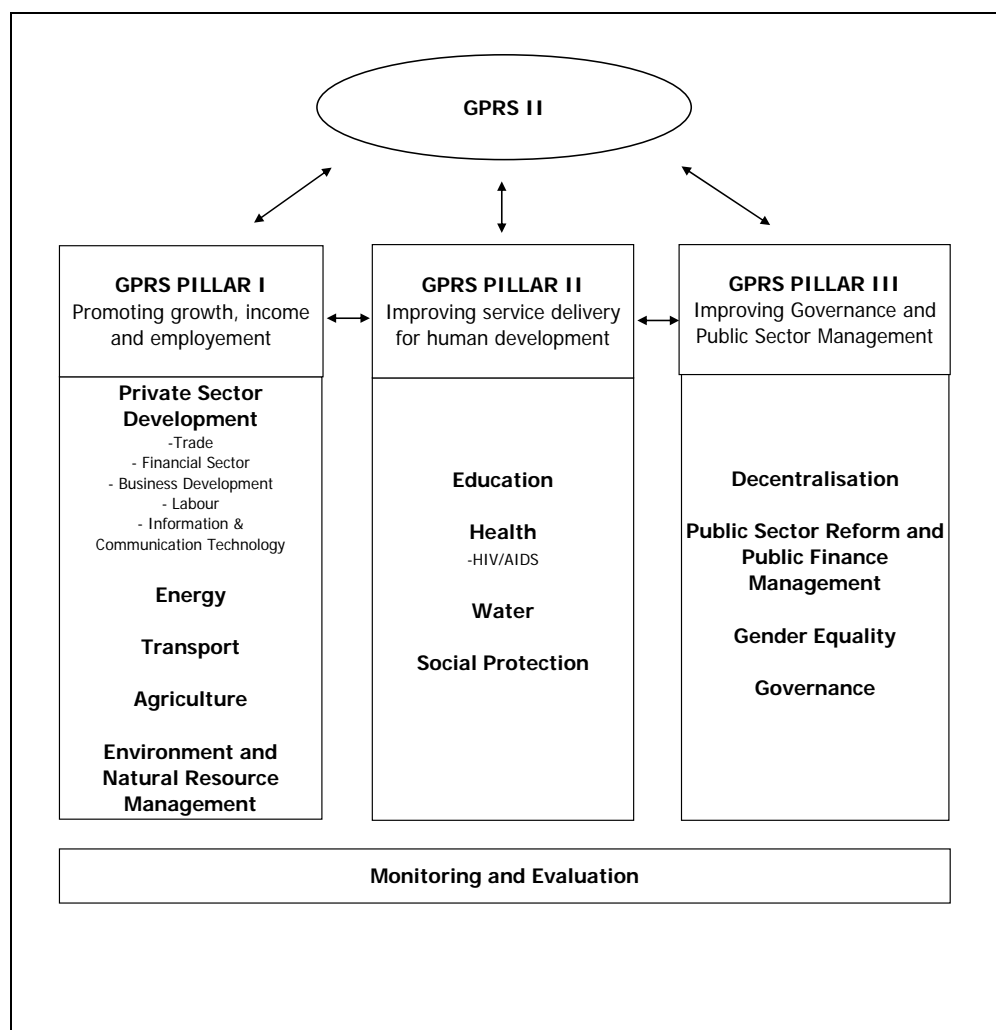 GPRS II
GPRS PILLAR I
Promoting growth, income
and employement
GPRS PILLAR II
Improving service delivery
for human development
GPRS PILLAR III
Improving Governance and
Public Sector Management
Private Sector
Development
-Trade
- Financial Sector
- Business Development
- Labour
- Information &
Communication Technology
Energy
Transport
Agriculture
Environment and
Natural Resource
Management
Education
Health
-HIV/AIDS
Water
Social Protection
Decentralisation
Public Sector Reform and
Public Finance
Management
Gender Equality
Governance
Monitoring and Evaluation